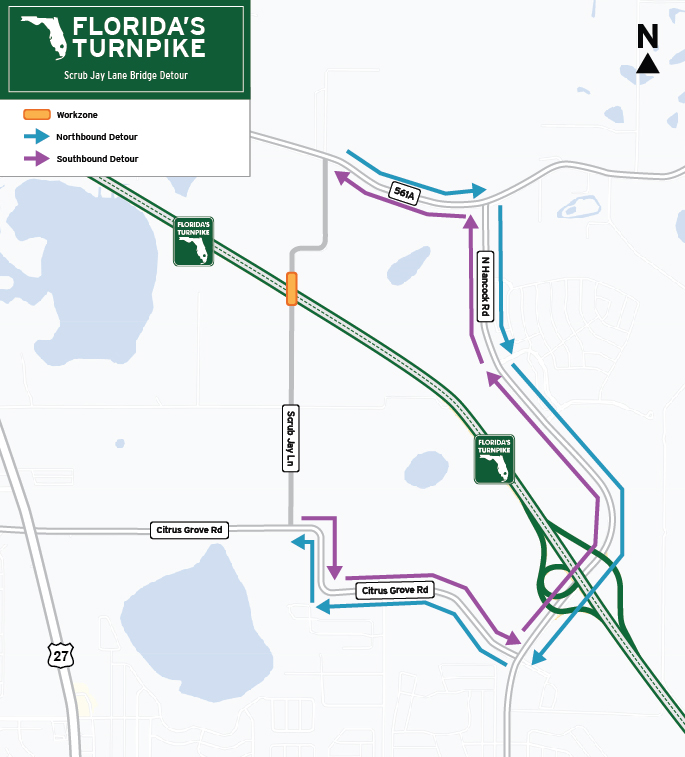 FLORIDA'S
TURNPIKE
Scrub Jay Lane Bridge Detour
N
Workzone
Northbound Detour
Southbound Detour
561A
FLORIDA'S
TURNPIKE
N Hancock Rd
Scrub Jay Ln
FLORIDA'S
TURNPIKE
Citrus Grove Rd
Citrus Grove Rd
27